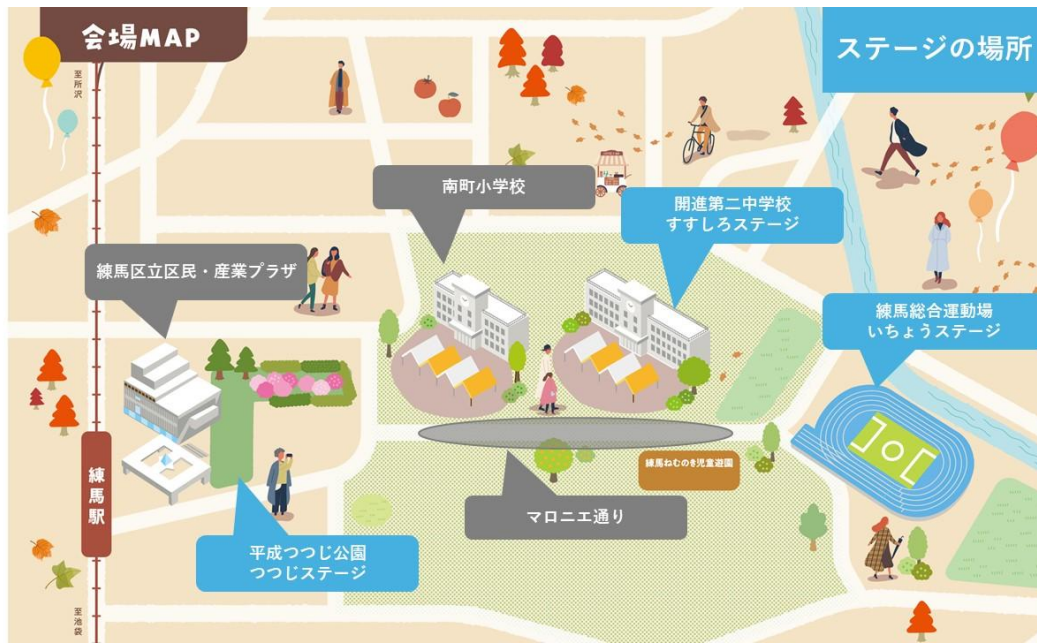 会場MAP
ステージの場所
至所沢
南町小学校
開進第二中学校
すずしろステージ
練馬区立区民・産業プラザ
練馬総合運動場
いちょうステージ
練馬駅
練馬ねむのき児童遊園
マロニエ通り
平成つつじ公園
つつじステージ
至池袋